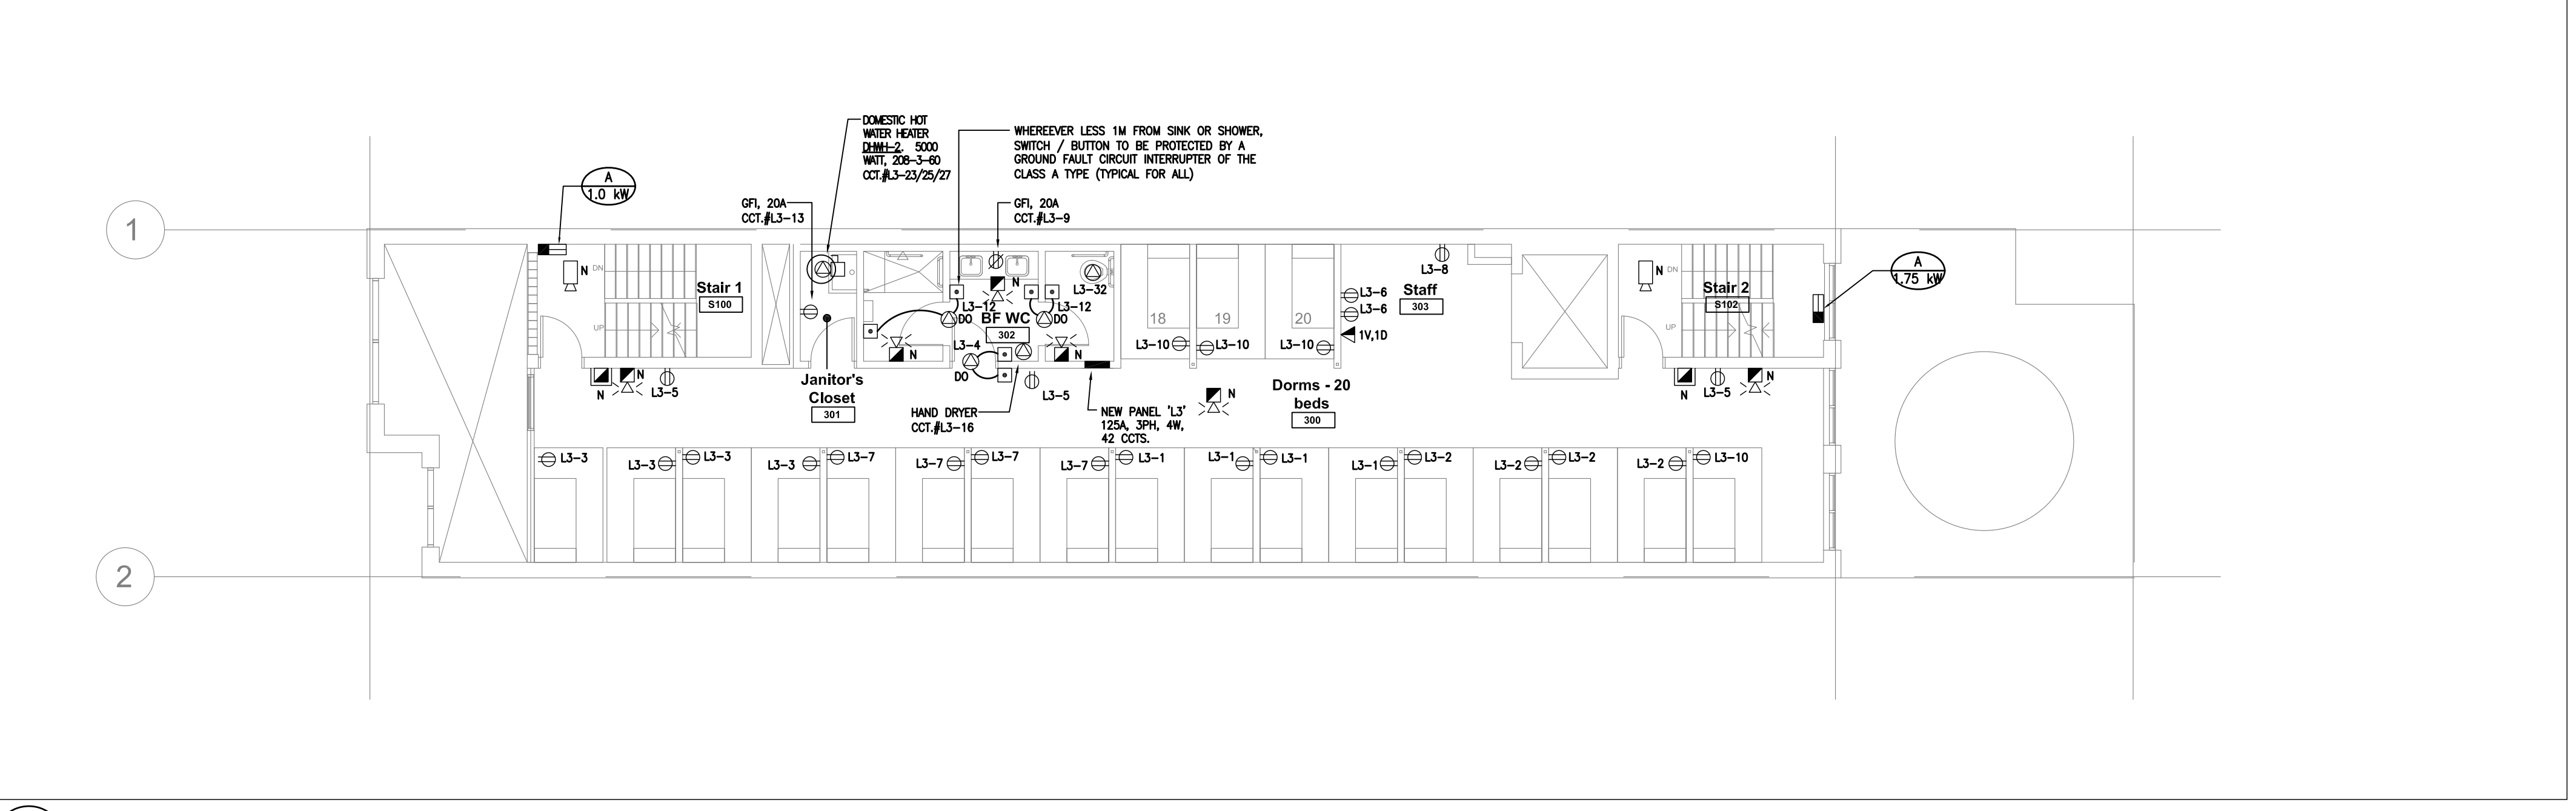 DOMESTIC HOT
WATER HEATER
DHWH-2. 5000
WATT, 208-3-60
CCT.#L3-23/25/27
WHEREEVER LESS 1M FROM SINK OR SHOWER,
SWITCH / BUTTON TO BE PROTECTED BY A
GROUND FAULT CIRCUIT INTERRUPTER OF THE
CLASS A TYPE (TYPICAL FOR ALL)
A
1.0 kW
GFI, 20A
CCT.#L3-13
GFI, 20A
CCT.#L3-9
1
N
DN
UP
Stair 1
S100
L3-12
DO
N
BF WC
302
L3-32
L3-12
DO
N
L3-4
DO
N
18
19
20
L3-10
L3-10
L3-10
L3-6
L3-6
1V,1D
L3-8
Staff
303
N
DN
UP
Stair 2
S102
A
1.75 kW
N
N
L3-5
Janitor's
Closet
301
HAND DRYER
CCT.#L3-16
L3-5
NEW PANEL 'L3'
125A, 3PH, 4W,
42 CCTS.
N
Dorms - 20
beds
300
N
L3-5
N
L3-3
L3-3
L3-3
L3-3
L3-7
L3-7
L3-7
L3-7
L3-1
L3-1
L3-1
L3-1
L3-2
L3-2
L3-2
L3-2
L3-10
2